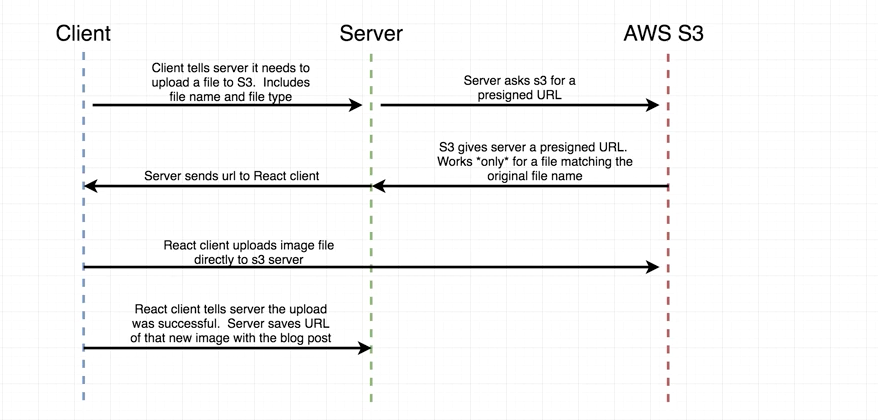 Client
Server
AWS S3
Client tells server it needs to
upload a file to S3.  Includes
file name and file type
Server asks s3 for a
presigned URL
S3 gives server a presigned URL.
Works *only* for a file matching the
original file name
Server sends url to React client
React client uploads image file
directly to s3 server
React client tells server the upload
was successful.  Server saves URL
of that new image with the blog post